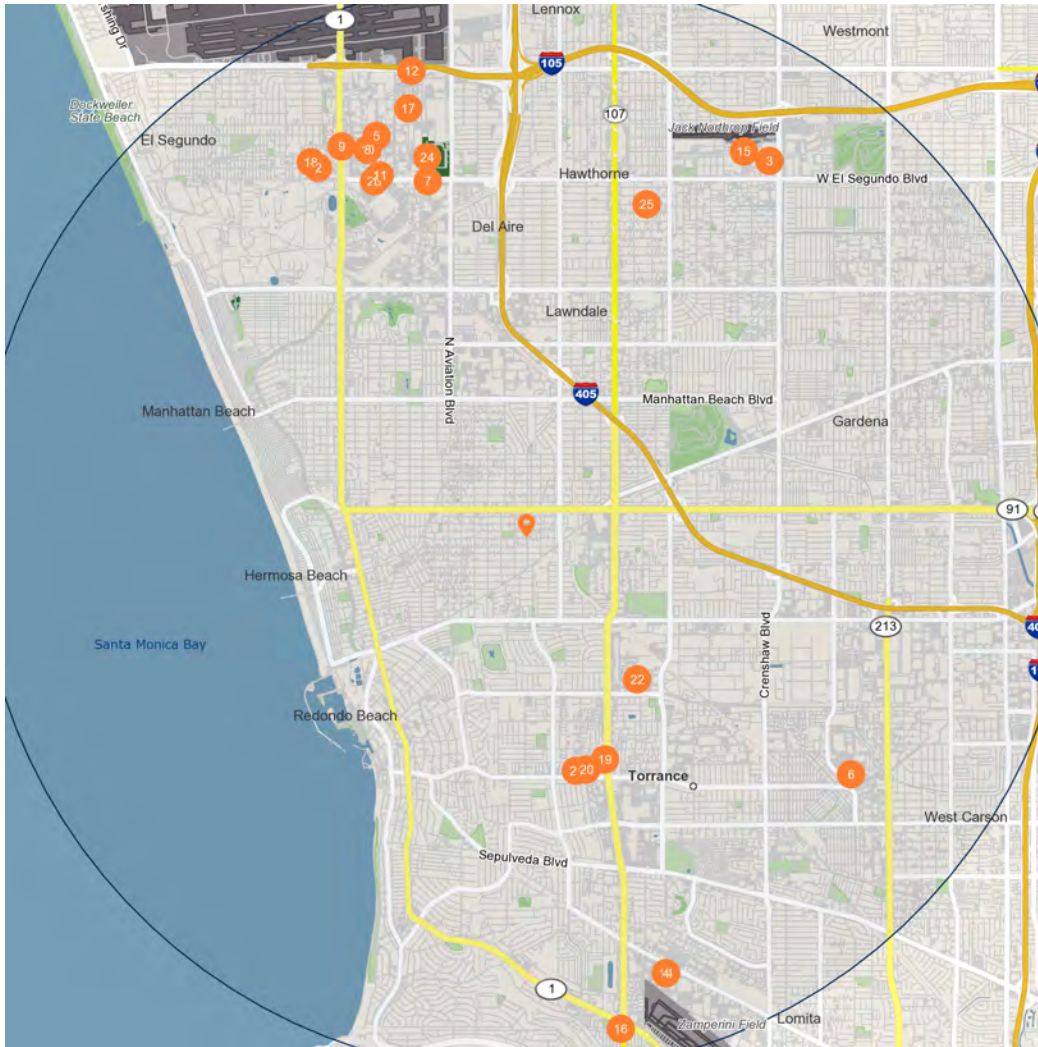 Lennox
1
Westmont
105
12
107
17
Dockweiler
State Beach
Jack Northrop Field
5
El Segundo
9
15
24
3
18
2
Hawthorne
11
7
W El Segundo Blvd
25
Del Aire
Lawndale
N Aviation Blvd
405
Manhattan Beach Blvd
Manhattan Beach
Gardena
91
Hermosa Beach
213
Santa Monica Bay
Crenshaw Blvd
22
Redondo Beach
19
20
Torrance
6
West Carson
Sepulveda Blvd
1
16
Zamperini Field
Lomita